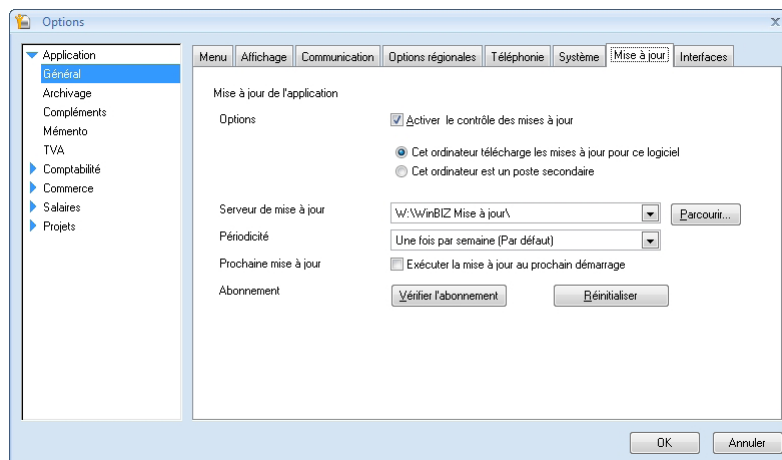 Options
Application
Général
Archivage
Compléments
Mémento
TVA
Comptabilité
Commerce
Salaires
Projets
Menu Affichage Communication Options régionales Téléphonie Système Mise à jour Interfaces
Mise à jour de l'application
Options Activer le contrôle des mises à jour
Cet ordinateur télécharge les mises à jour pour ce logiciel
Cet ordinateur est un poste secondaire
Serveur de mise à jour W:\WinBIZ Mise à jour\ Parcourir...
Périodicité Une fois par semaine (Par défaut)
Prochaine mise à jour Exécuter la mise à jour au prochain démarrage
Abonnement Vérifier l'abonnement Réinitialiser
OK Annuler